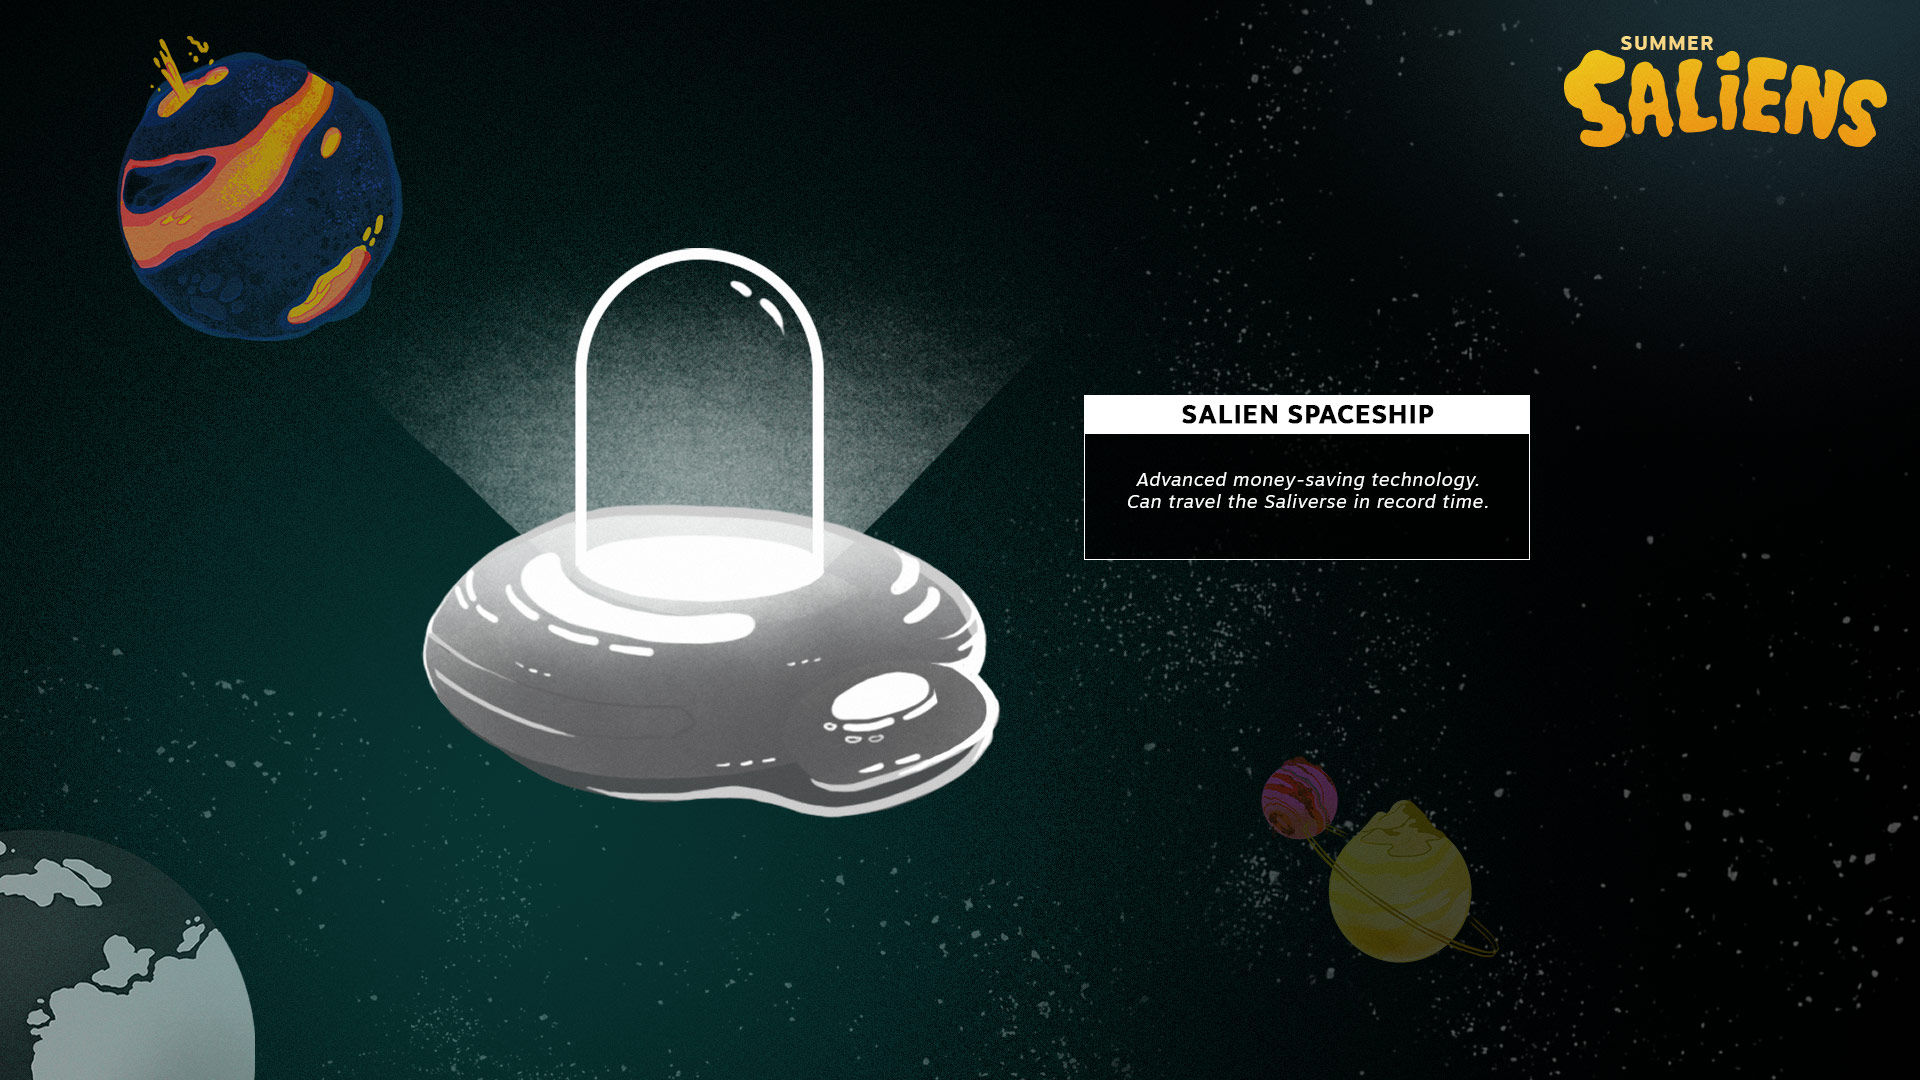 SUMMER
SALiENS
SALIEN SPACESHIP
Advanced money-saving technology.
Can travel the Saliverse in record time.